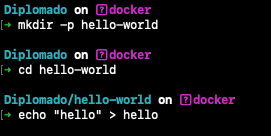 Diplomado on docker
→ mkdir -p hello-world
Diplomado on docker
→ cd hello-world
Diplomado/hello-world on docker
→ echo "hello" > hello